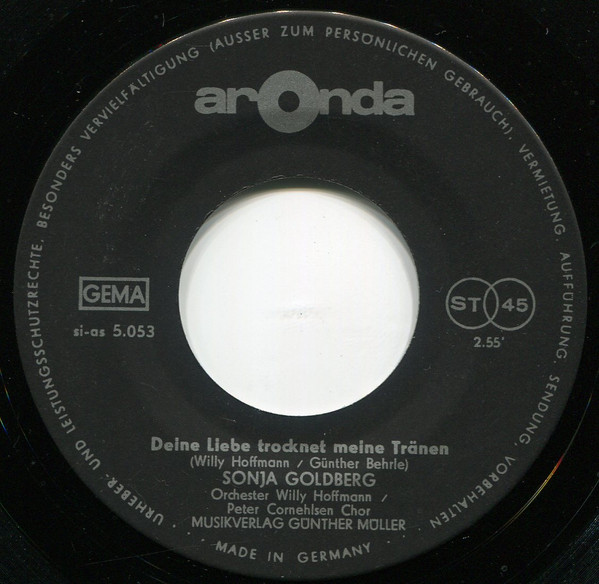 URHEBER- UND LEISTUNGSSCHUTZRECHTE, BESONDERS VERVIELFÄLTIGUNG (AUSSER ZUM PERSÖNLICHEN GEBRAUCH), VERMIETUNG, AUFFÜHRUNG, SENDUNG, VORBEHALTEN
aronda
GEMA
si-as 5.053
ST 45
2.55'
Deine Liebe trocknet meine Tränen
(Willy Hoffmann / Günther Behrle)
SONJA GOLDBERG
Orchester Willy Hoffmann /
Peter Cornehlsen Chor
MUSIKVERLAG GÜNTHER MÜLLER
MADE IN GERMANY